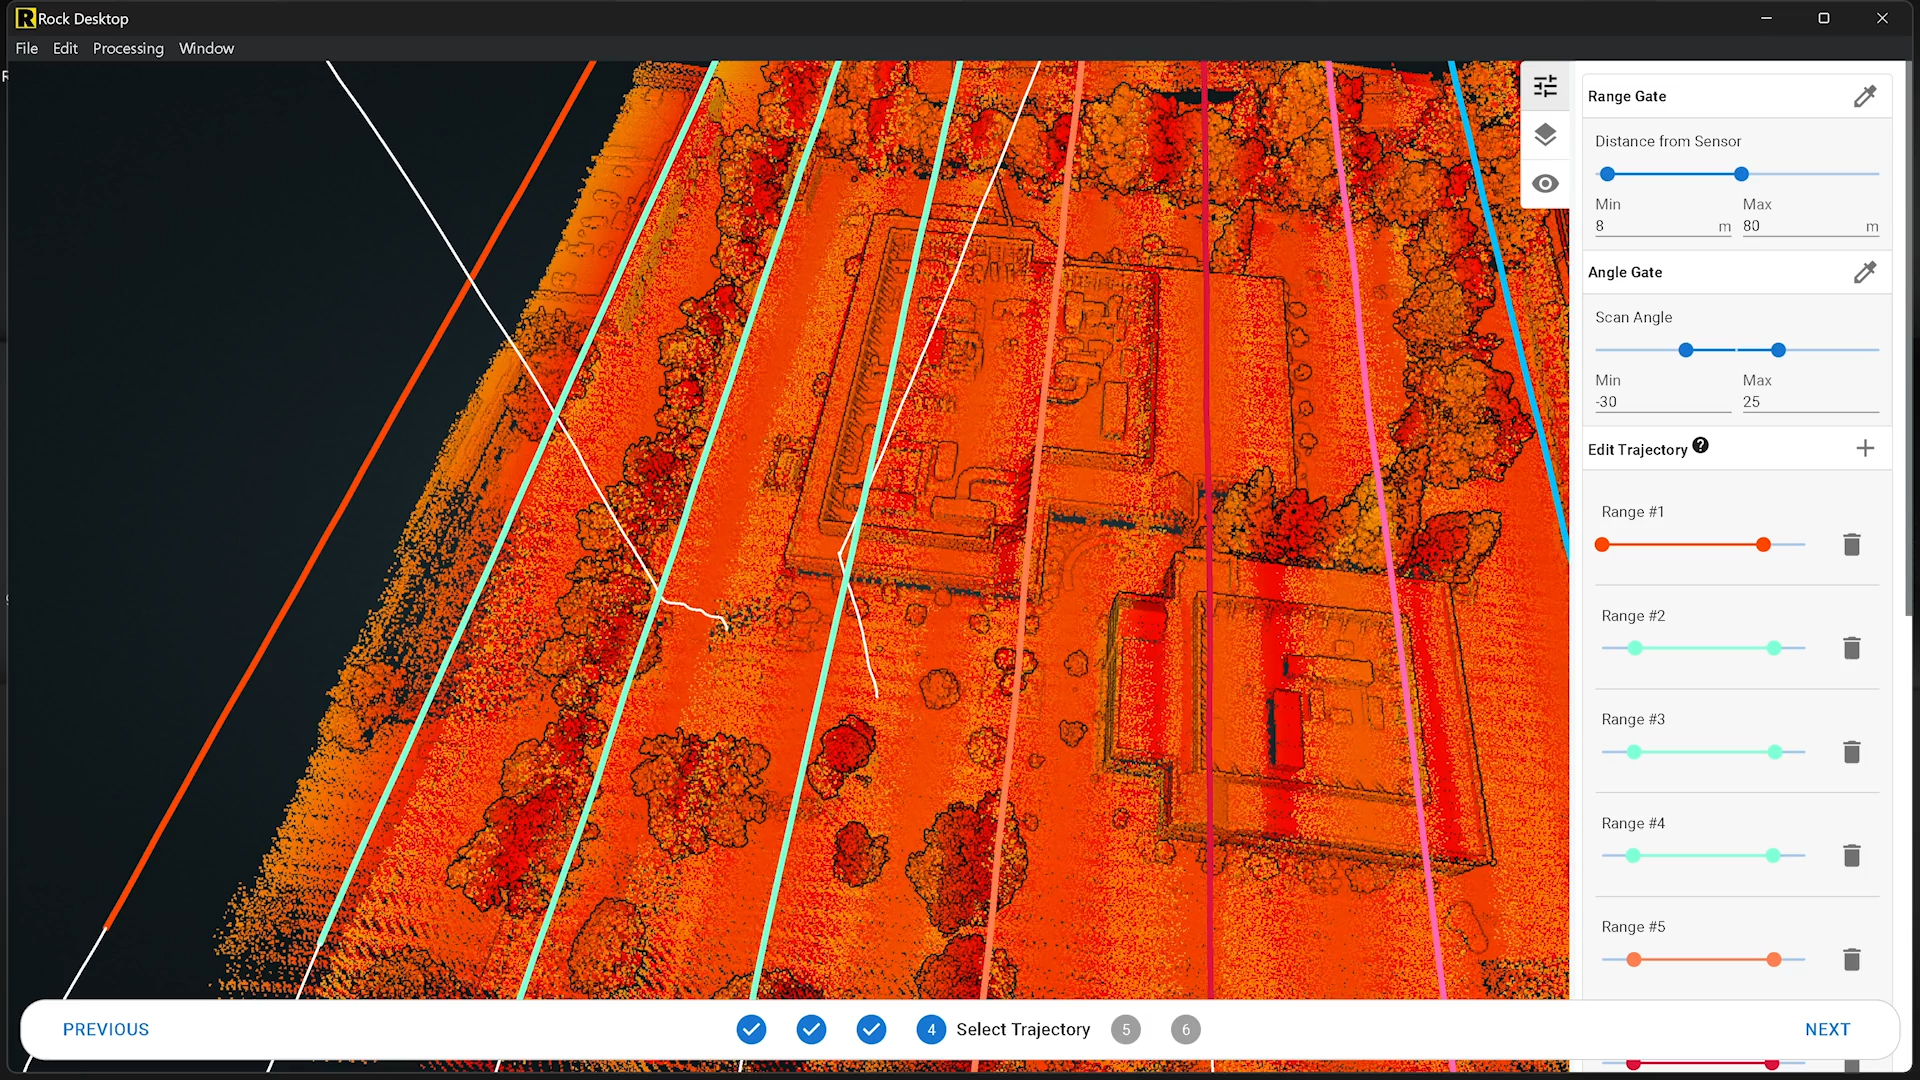 R Rock Desktop
File Edit Processing Window
Range Gate
Distance from Sensor
Min Max
8 m 80 m
Angle Gate
Scan Angle
Min Max
-30 25
Edit Trajectory ?
Range #1
Range #2
Range #3
Range #4
Range #5
PREVIOUS 4 Select Trajectory 5 6 NEXT